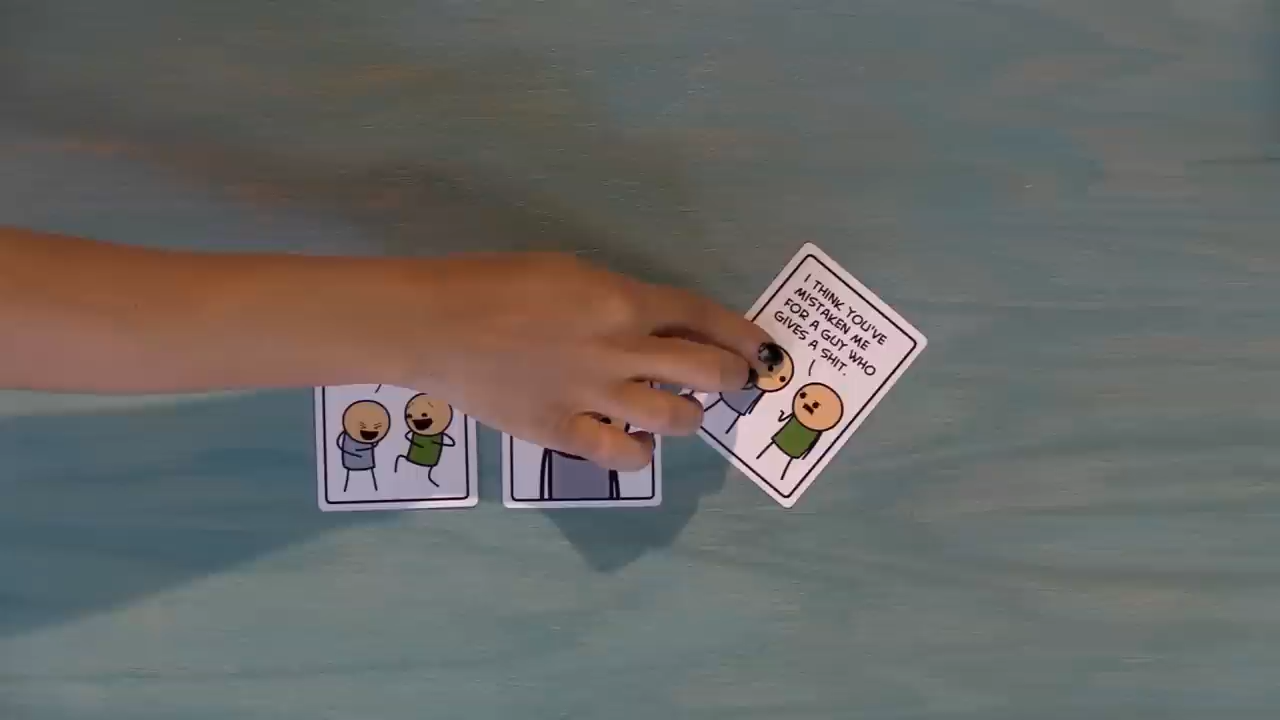 I THINK YOU'VE
MISTAKEN ME
FOR A GUY WHO
GIVES A SHIT.